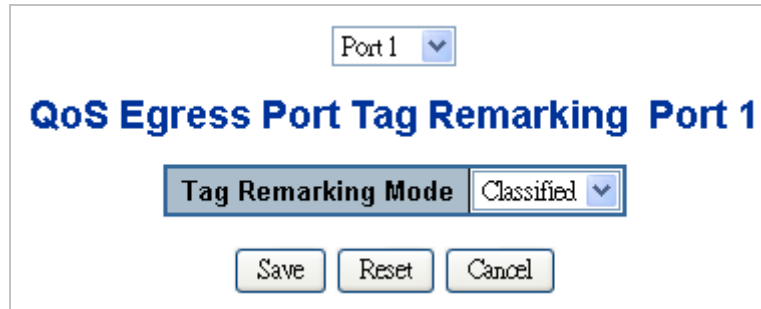 Port 1
QoS Egress Port Tag Remarking Port 1
Tag Remarking Mode Classified
Save Reset Cancel